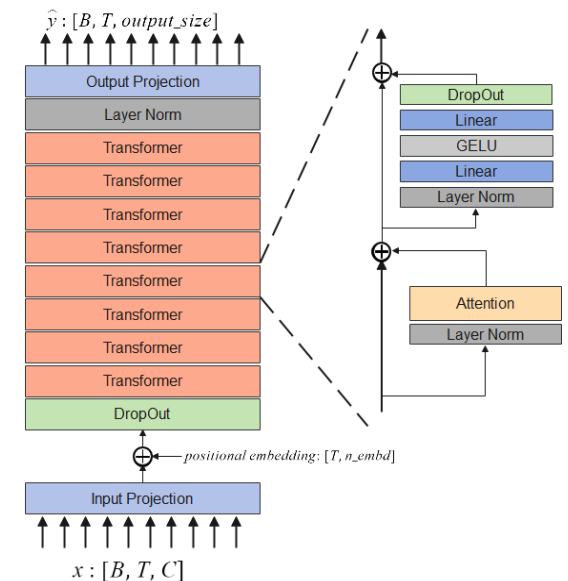 ŷ : [B, T, output_size]
Output Projection
Layer Norm
Transformer
Transformer
Transformer
Transformer
Transformer
Transformer
Transformer
Transformer
DropOut
positional embedding: [T, n_embd]
Input Projection
x : [B, T, C]
DropOut
Linear
GELU
Linear
Layer Norm
Attention
Layer Norm